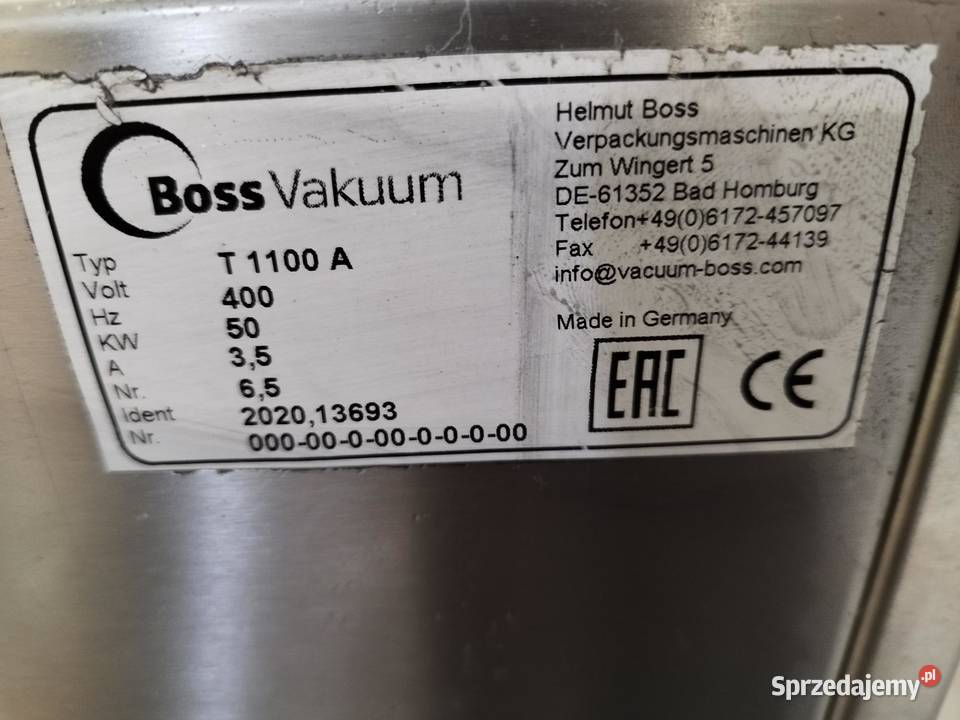 Boss Vakuum
Typ T 1100 A
Volt 400
Hz 50
KW 3,5
A 6,5
Nr. 2020,13693
Ident Nr. 000-00-0-00-0-0-0-00
Helmut Boss
Verpackungsmaschinen KG
Zum Wingert 5
DE-61352 Bad Homburg
Telefon+49(0)6172-457097
Fax +49(0)6172-44139
info@vacuum-boss.com
Made in Germany
EAC CE
Sprzedajemy.pl